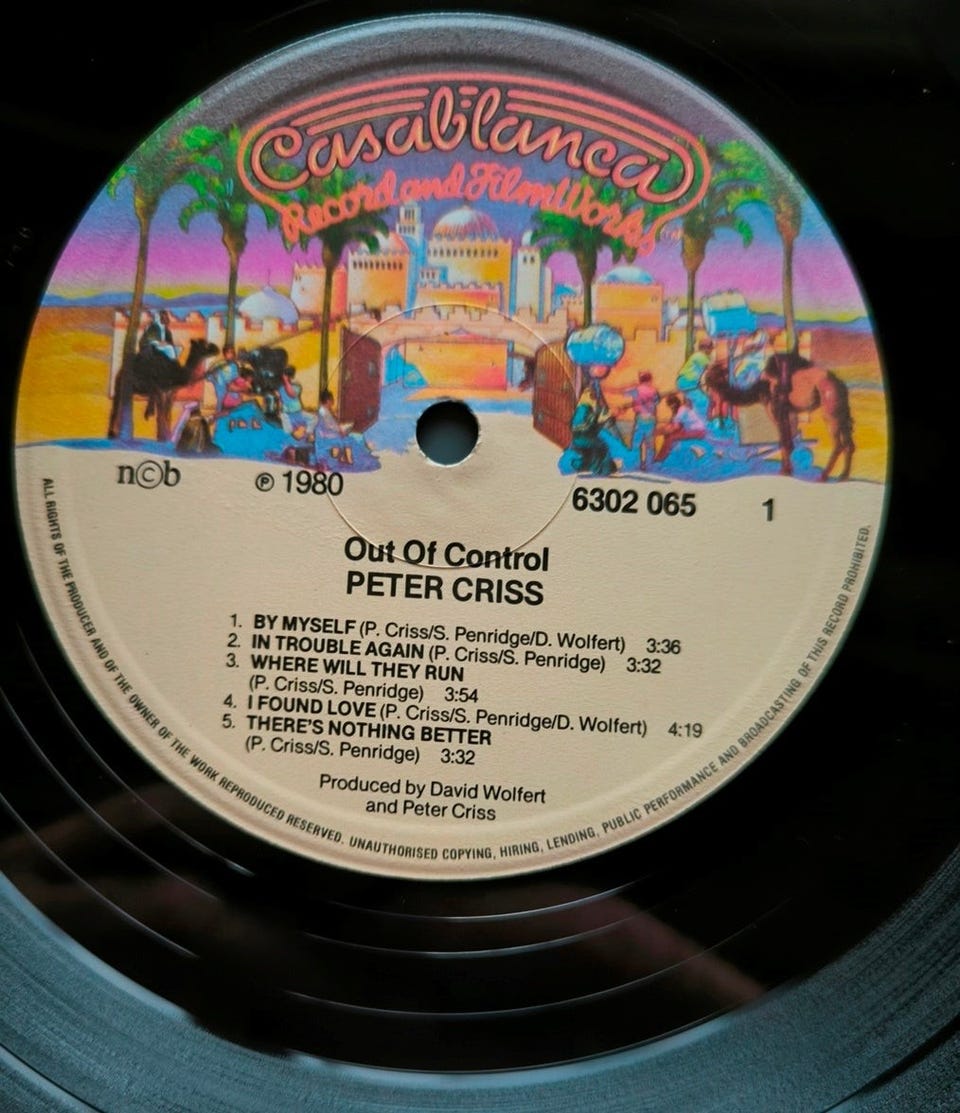 Casablanca
Record and FilmWorks
n©b
℗ 1980
6302 065
1
Out Of Control
PETER CRISS
1. BY MYSELF (P. Criss/S. Penridge/D. Wolfert) 3:36
2. IN TROUBLE AGAIN (P. Criss/S. Penridge) 3:32
3. WHERE WILL THEY RUN
(P. Criss/S. Penridge) 3:54
4. I FOUND LOVE (P. Criss/S. Penridge/D. Wolfert) 4:19
5. THERE'S NOTHING BETTER
(P. Criss/S. Penridge) 3:32
Produced by David Wolfert
and Peter Criss
ALL RIGHTS OF THE PRODUCER AND OF THE OWNER OF THE WORK REPRODUCED RESERVED. UNAUTHORISED COPYING, HIRING, LENDING, PUBLIC PERFORMANCE AND BROADCASTING OF THIS RECORD PROHIBITED.